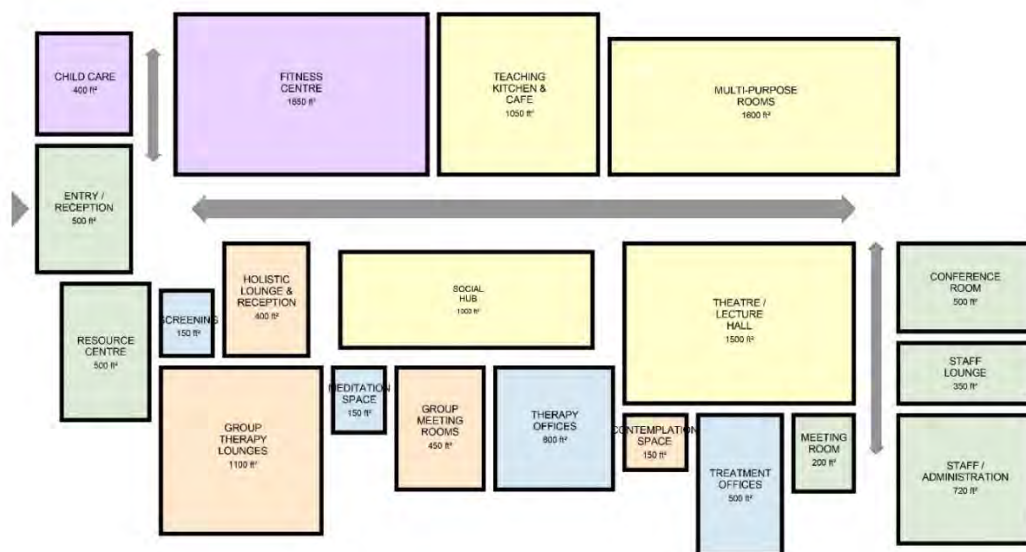 CHILD CARE
400 ft²
FITNESS
CENTRE
1850 ft²
TEACHING
KITCHEN &
CAFE
1050 ft²
MULTI-PURPOSE
ROOMS
1600 ft²
ENTRY /
RECEPTION
500 ft²
RESOURCE
CENTRE
500 ft²
SCREENING
150 ft²
HOLISTIC
LOUNGE &
RECEPTION
400 ft²
SOCIAL
HUB
1000 ft²
THEATRE /
LECTURE
HALL
1500 ft²
CONFERENCE
ROOM
500 ft²
STAFF
LOUNGE
350 ft²
GROUP
THERAPY
LOUNGES
1100 ft²
MEDITATION
SPACE
150 ft²
GROUP
MEETING
ROOMS
450 ft²
THERAPY
OFFICES
800 ft²
CONTEMPLATION
SPACE
150 ft²
TREATMENT
OFFICES
500 ft²
MEETING
ROOM
200 ft²
STAFF /
ADMINISTRATION
720 ft²